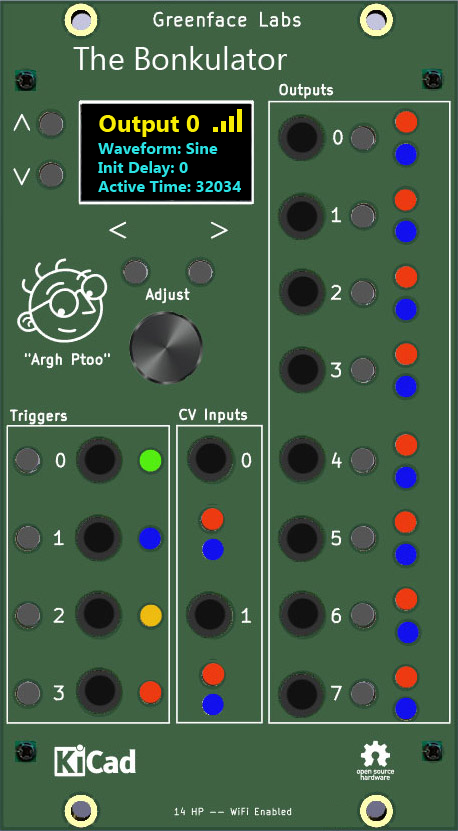 Greenface Labs
The Bonkulator
Outputs
Output 0
Waveform: Sine
Init Delay: 0
Active Time: 32034
0
1
2
3
4
5
6
7
< >
Adjust
"Argh Ptoo"
Triggers
0
1
2
3
CV Inputs
0
1
KiCad
open source
hardware
14 HP —— WiFi Enabled